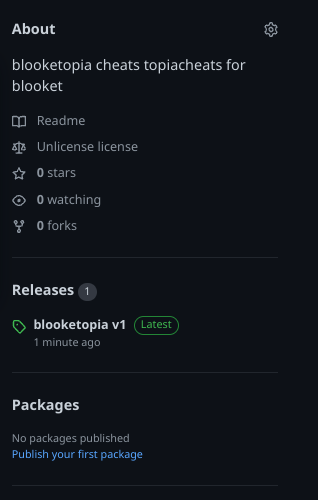 About
blooketopia cheats topiacheats for
blooket
Readme
Unlicense license
0 stars
0 watching
0 forks
Releases 1
blooketopia v1 Latest
1 minute ago
Packages
No packages published
Publish your first package